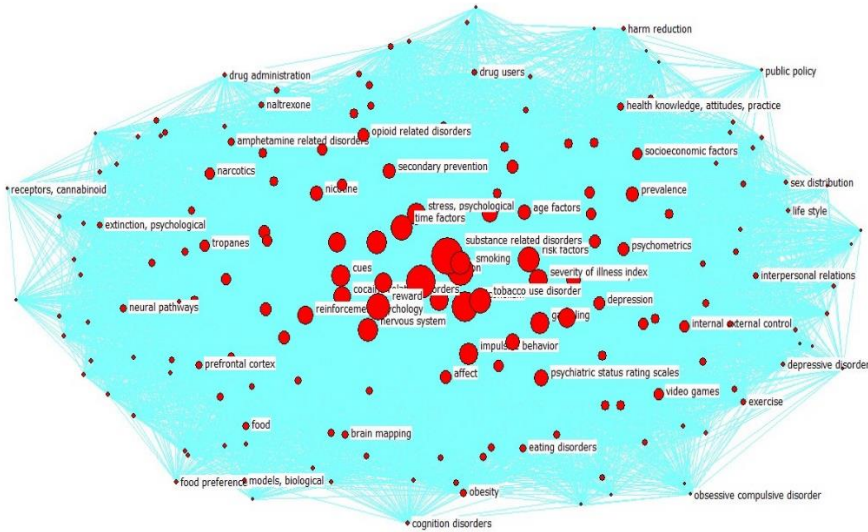 harm reduction
public policy
drug administration
drug users
naltrexone
health knowledge, attitudes, practice
opioid related disorders
amphetamine related disorders
socioeconomic factors
secondary prevention
narcotics
sex distribution
receptors, cannabinoid
prevalence
stress, psychological
age factors
life style
time factors
extinction, psychological
tropanes
substance related disorders
risk factors
psychometrics
smoking
cues
severity of illness index
interpersonal relations
reward
tobacco use disorder
depression
neural pathways
nervous system
internal external control
impulsive behavior
prefrontal cortex
depressive disorder
affect
psychiatric status rating scales
video games
exercise
food
brain mapping
eating disorders
food preference
models, biological
obesity
obsessive compulsive disorder
cognition disorders